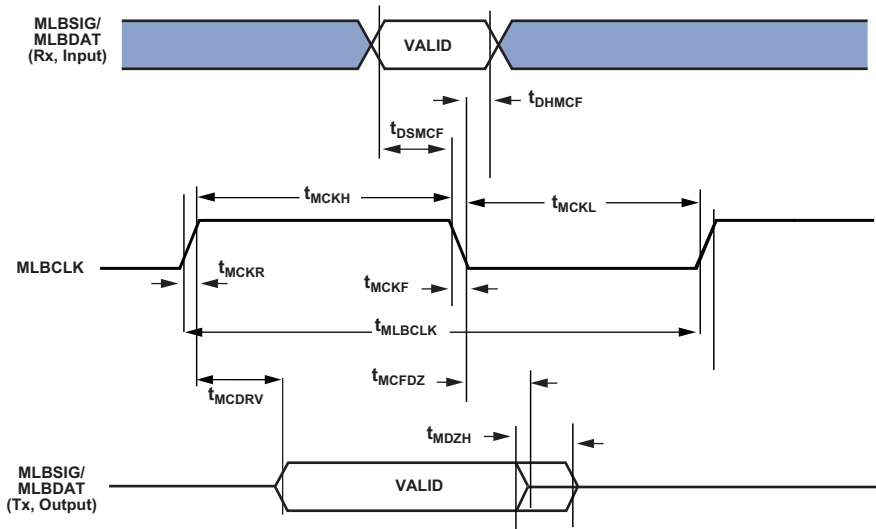 MLBSIG/
MLBDAT
(Rx, Input)
VALID
tDHMCF
tDSMCF
tMCKH
tMCKL
MLBCLK
tMCKR
tMCKF
tMLBCLK
tMCFDZ
tMCDRV
tMDZH
MLBSIG/
MLBDAT
(Tx, Output)
VALID